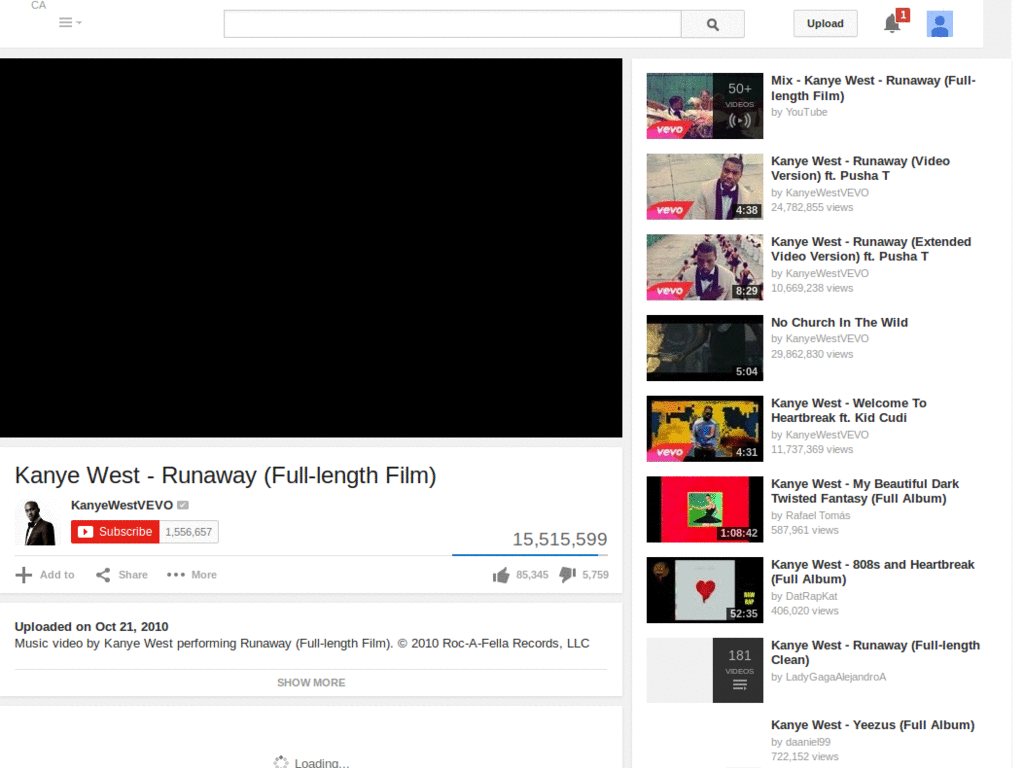 CA
Upload
1
Kanye West - Runaway (Full-length Film)
KanyeWestVEVO
Subscribe 1,556,657
15,515,599
Add to Share More 85,345 5,759
Uploaded on Oct 21, 2010
Music video by Kanye West performing Runaway (Full-length Film). © 2010 Roc-A-Fella Records, LLC
SHOW MORE
Loading...
50+
VIDEOS
vevo
Mix - Kanye West - Runaway (Full-
length Film)
by YouTube
vevo
4:38
Kanye West - Runaway (Video
Version) ft. Pusha T
by KanyeWestVEVO
24,782,855 views
vevo
8:29
Kanye West - Runaway (Extended
Video Version) ft. Pusha T
by KanyeWestVEVO
10,669,238 views
5:04
No Church In The Wild
by KanyeWestVEVO
29,862,830 views
vevo
4:31
Kanye West - Welcome To
Heartbreak ft. Kid Cudi
by KanyeWestVEVO
11,737,369 views
1:08:42
Kanye West - My Beautiful Dark
Twisted Fantasy (Full Album)
by Rafael Tomás
587,961 views
RAW
RAP
52:35
Kanye West - 808s and Heartbreak
(Full Album)
by DatRapKat
406,020 views
181
VIDEOS
Kanye West - Runaway (Full-length
Clean)
by LadyGagaAlejandroA
Kanye West - Yeezus (Full Album)
by daaniel99
722,152 views